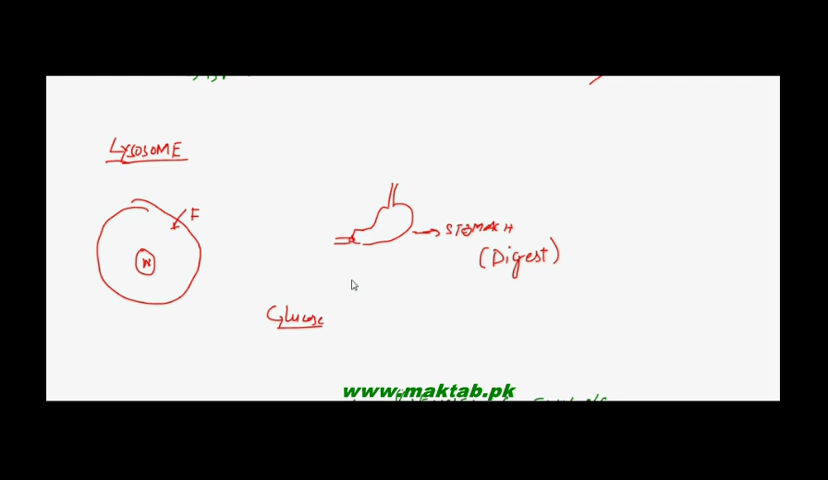 LYSOSOME
F
N
STOMACH
(Digest)
Glucose
www.maktab.pk